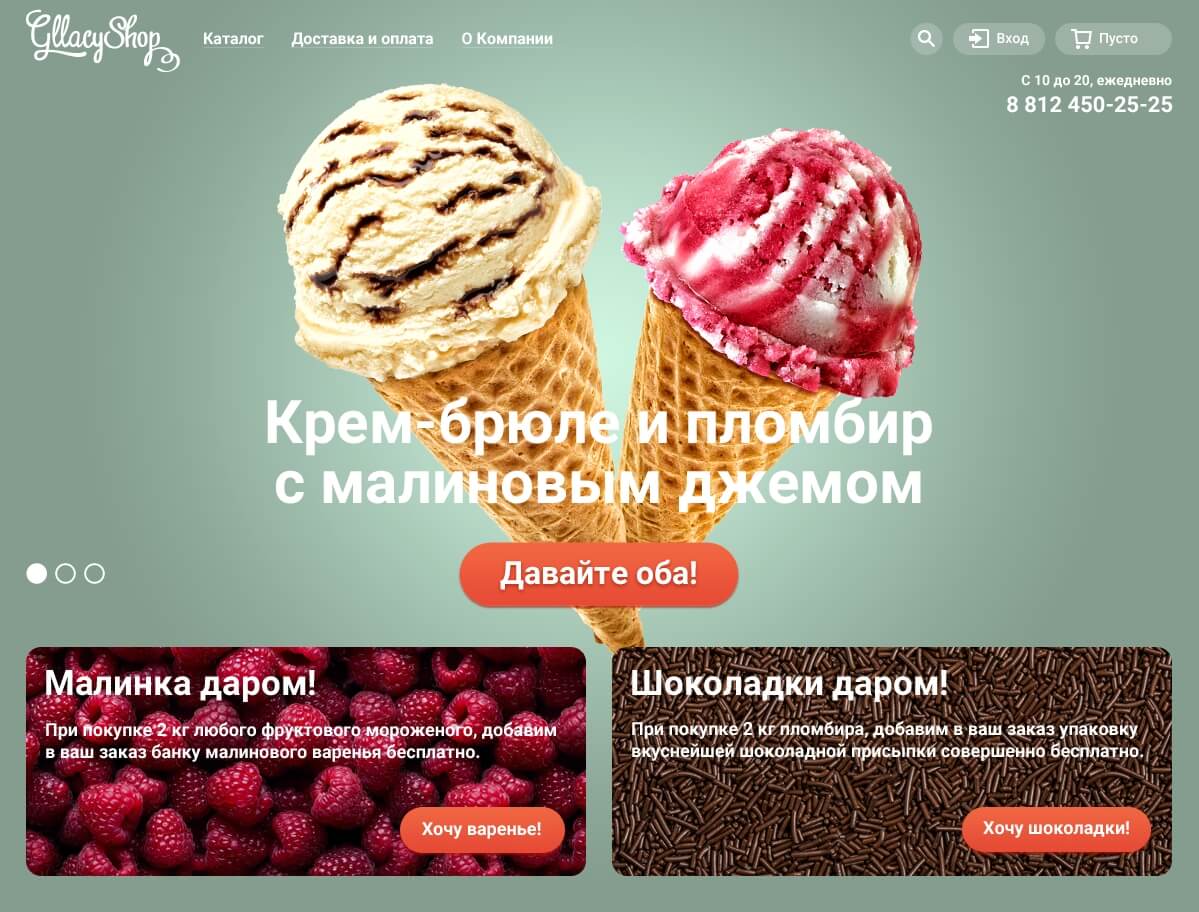 GllacyShop
Каталог
Доставка и оплата
О Компании
Вход
Пусто
С 10 до 20, ежедневно
8 812 450-25-25
Крем-брюле и пломбир
с малиновым джемом
Давайте оба!
Малинка даром!
При покупке 2 кг любого фруктового мороженого, добавим
в ваш заказ банку малинового варенья бесплатно.
Хочу варенье!
Шоколадки даром!
При покупке 2 кг пломбира, добавим в ваш заказ упаковку
вкуснейшей шоколадной присыпки совершенно бесплатно.
Хочу шоколадки!